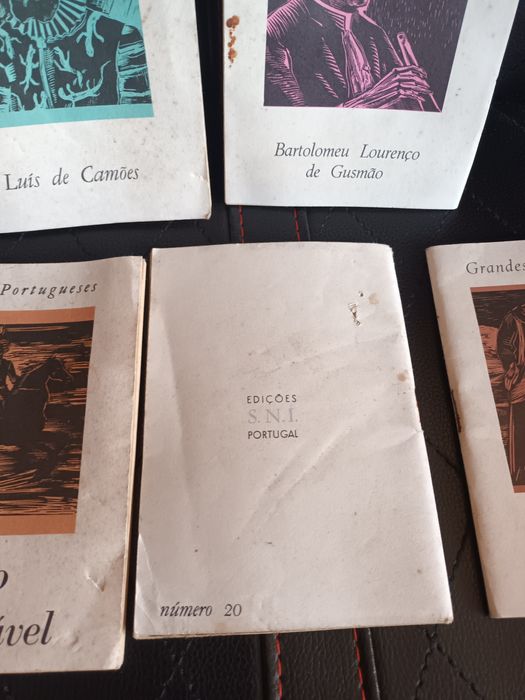 Luís de Camões
Bartolomeu Lourenço
de Gusmão
Portugueses
EDIÇÕES
S.N.I.
PORTUGAL
número 20
Grandes